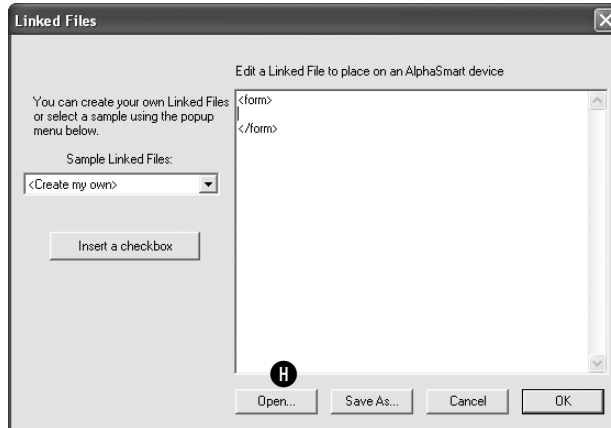 Linked Files
Edit a Linked File to place on an AlphaSmart device
You can create your own Linked Files
or select a sample using the popup
menu below.
Sample Linked Files:
<Create my own>
Insert a checkbox
<form>
</form>
H
Open...
Save As...
Cancel
OK